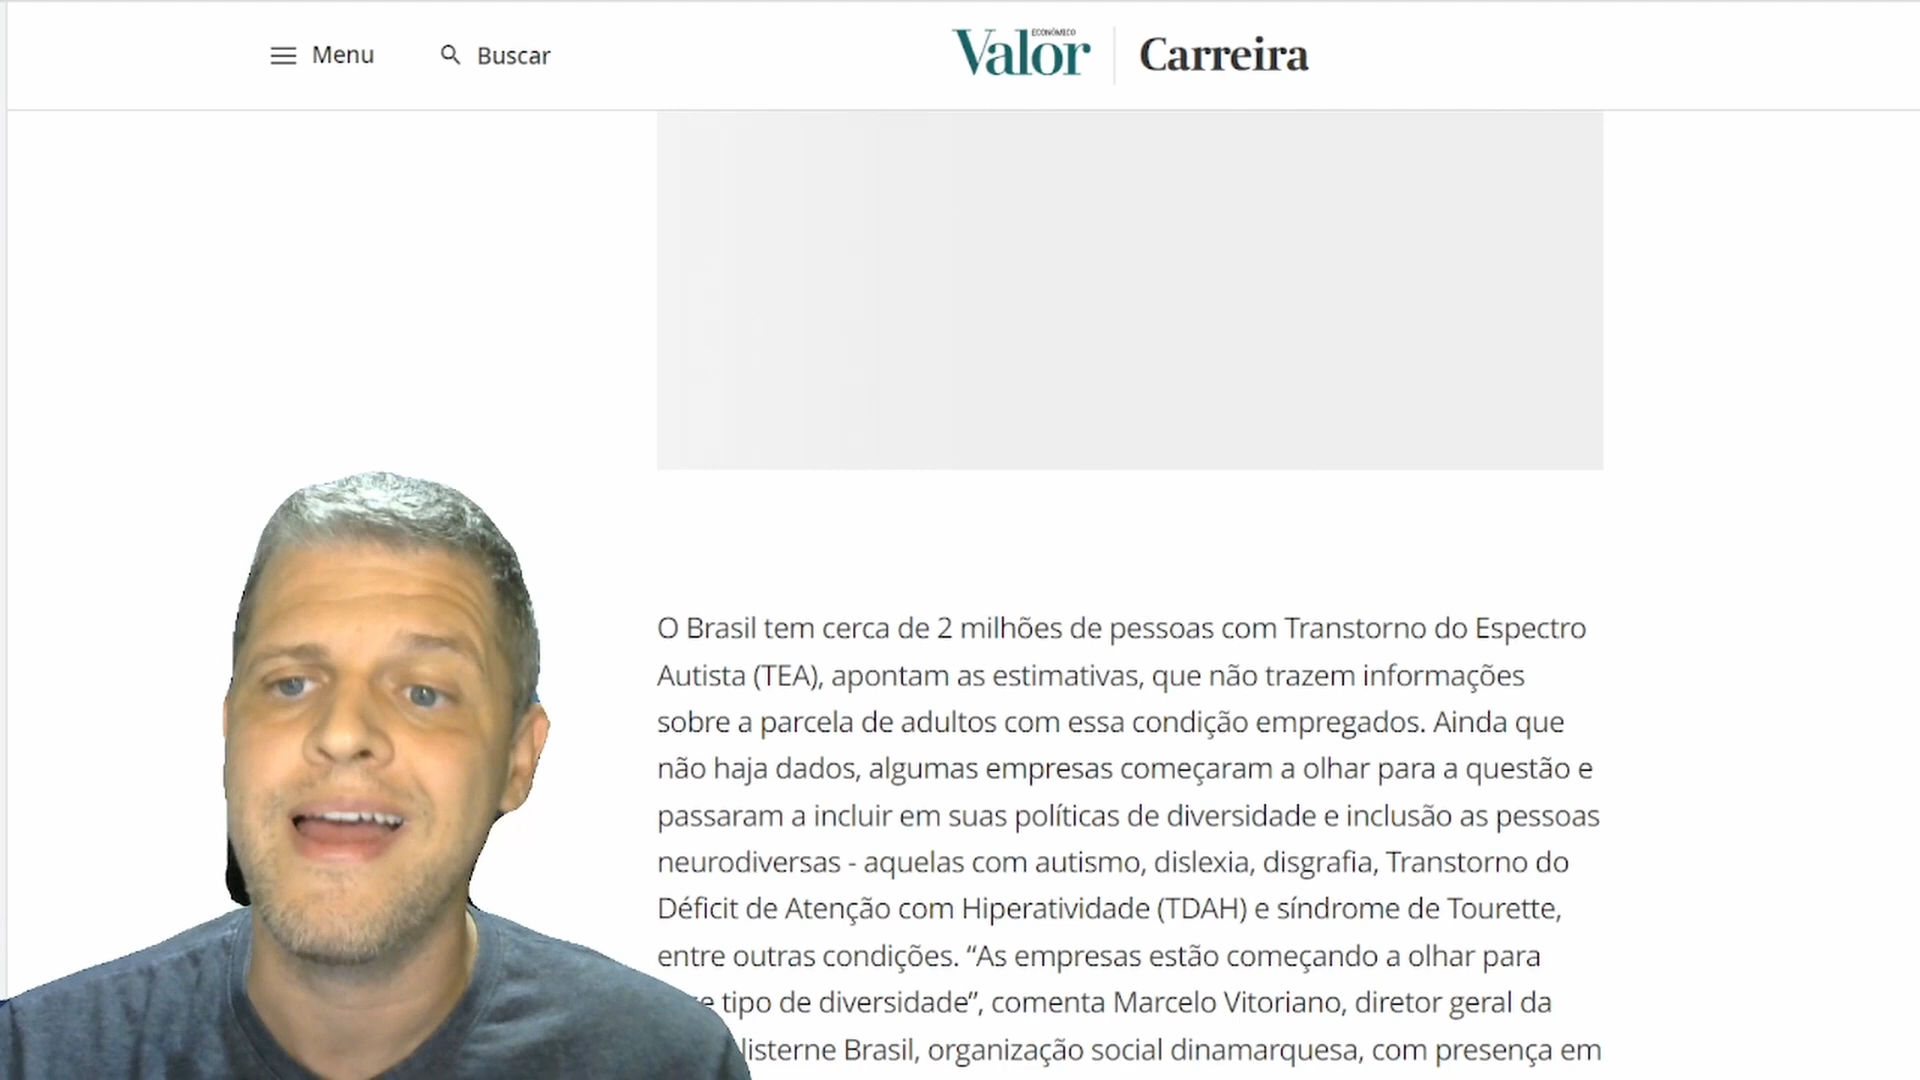 Menu
Buscar
Valor
ECONÔMICO
Carreira
O Brasil tem cerca de 2 milhões de pessoas com Transtorno do Espectro
Autista (TEA), apontam as estimativas, que não trazem informações
sobre a parcela de adultos com essa condição empregados. Ainda que
não haja dados, algumas empresas começaram a olhar para a questão e
passaram a incluir em suas políticas de diversidade e inclusão as pessoas
neurodiversas - aquelas com autismo, dislexia, disgrafia, Transtorno do
Déficit de Atenção com Hiperatividade (TDAH) e síndrome de Tourette,
entre outras condições. “As empresas estão começando a olhar para
tipo de diversidade”, comenta Marcelo Vitoriano, diretor geral da
listerne Brasil, organização social dinamarquesa, com presença em